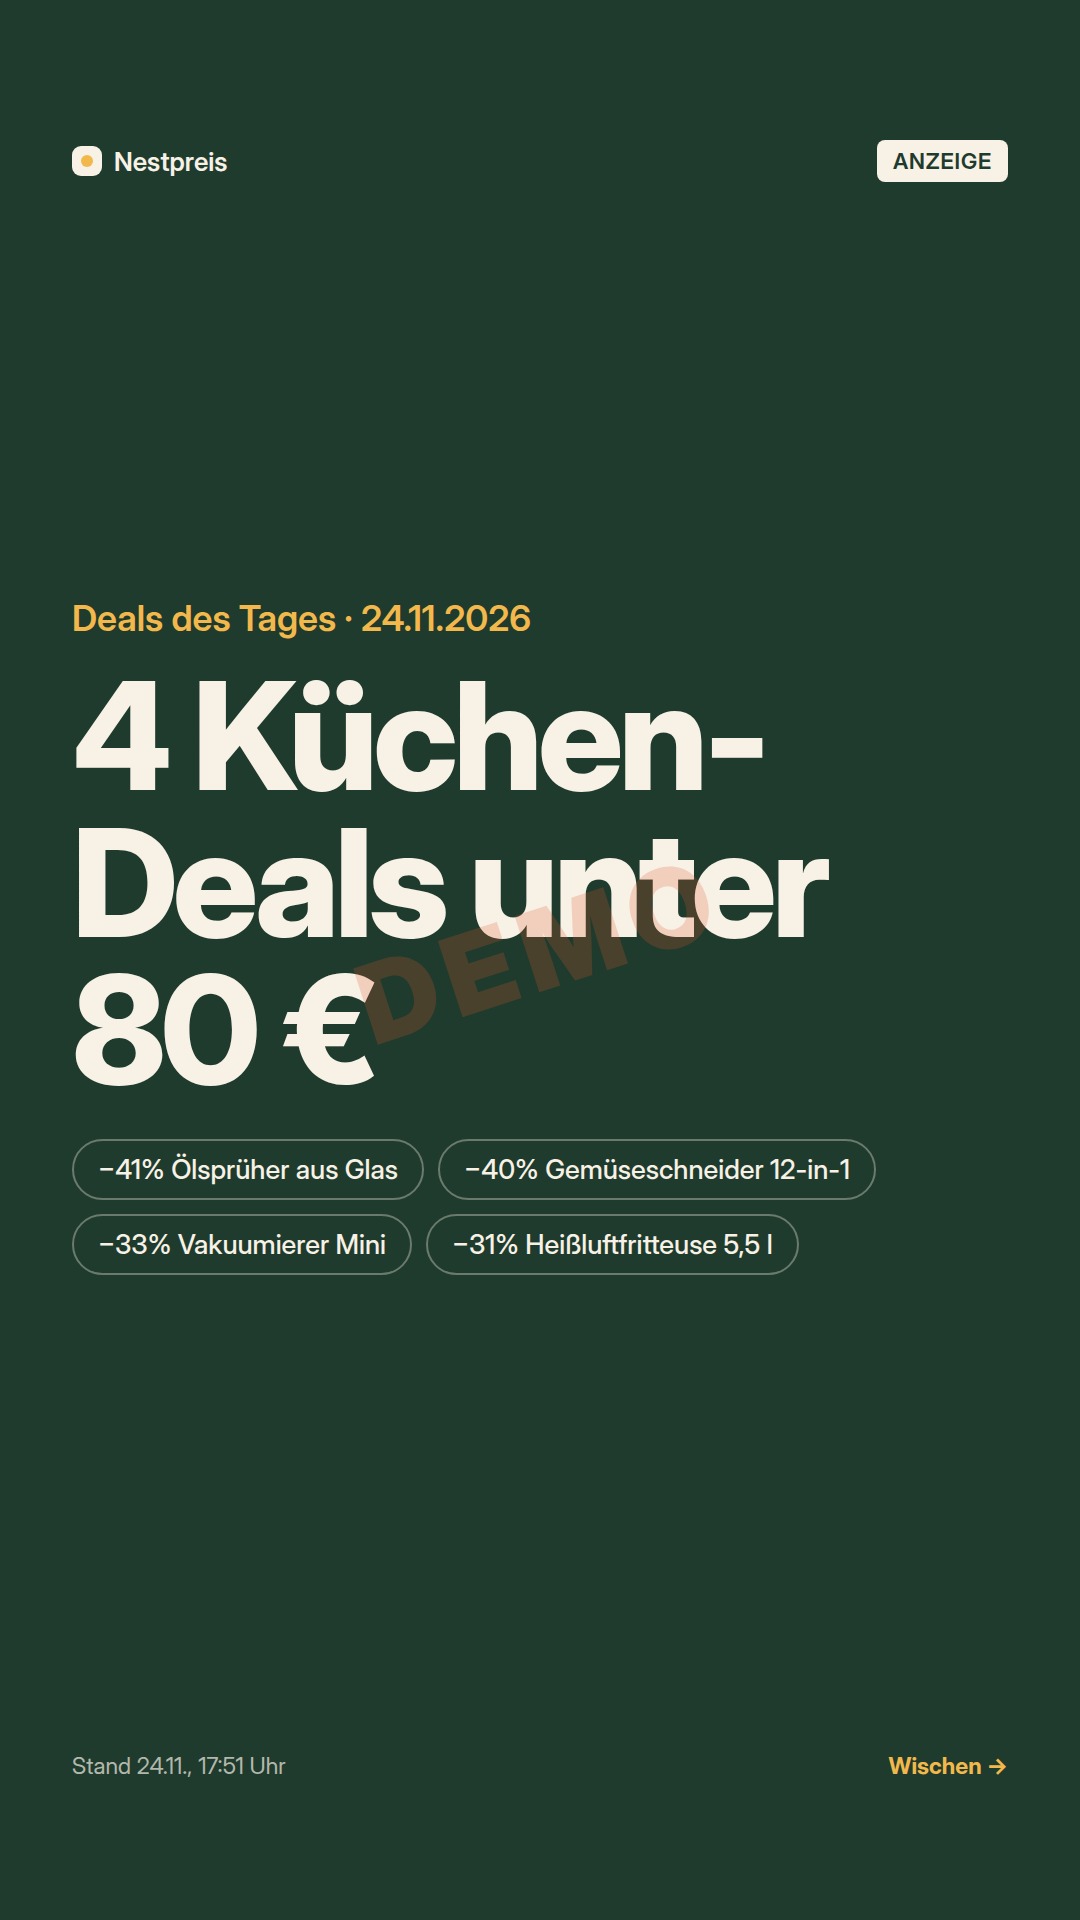 Nestpreis
ANZEIGE
Deals des Tages · 24.11.2026
4 Küchen-
Deals unter
80 €
DEMO
−41% Ölsprüher aus Glas
−40% Gemüseschneider 12-in-1
−33% Vakuumierer Mini
−31% Heißluftfritteuse 5,5 l
Stand 24.11., 17:51 Uhr
Wischen →